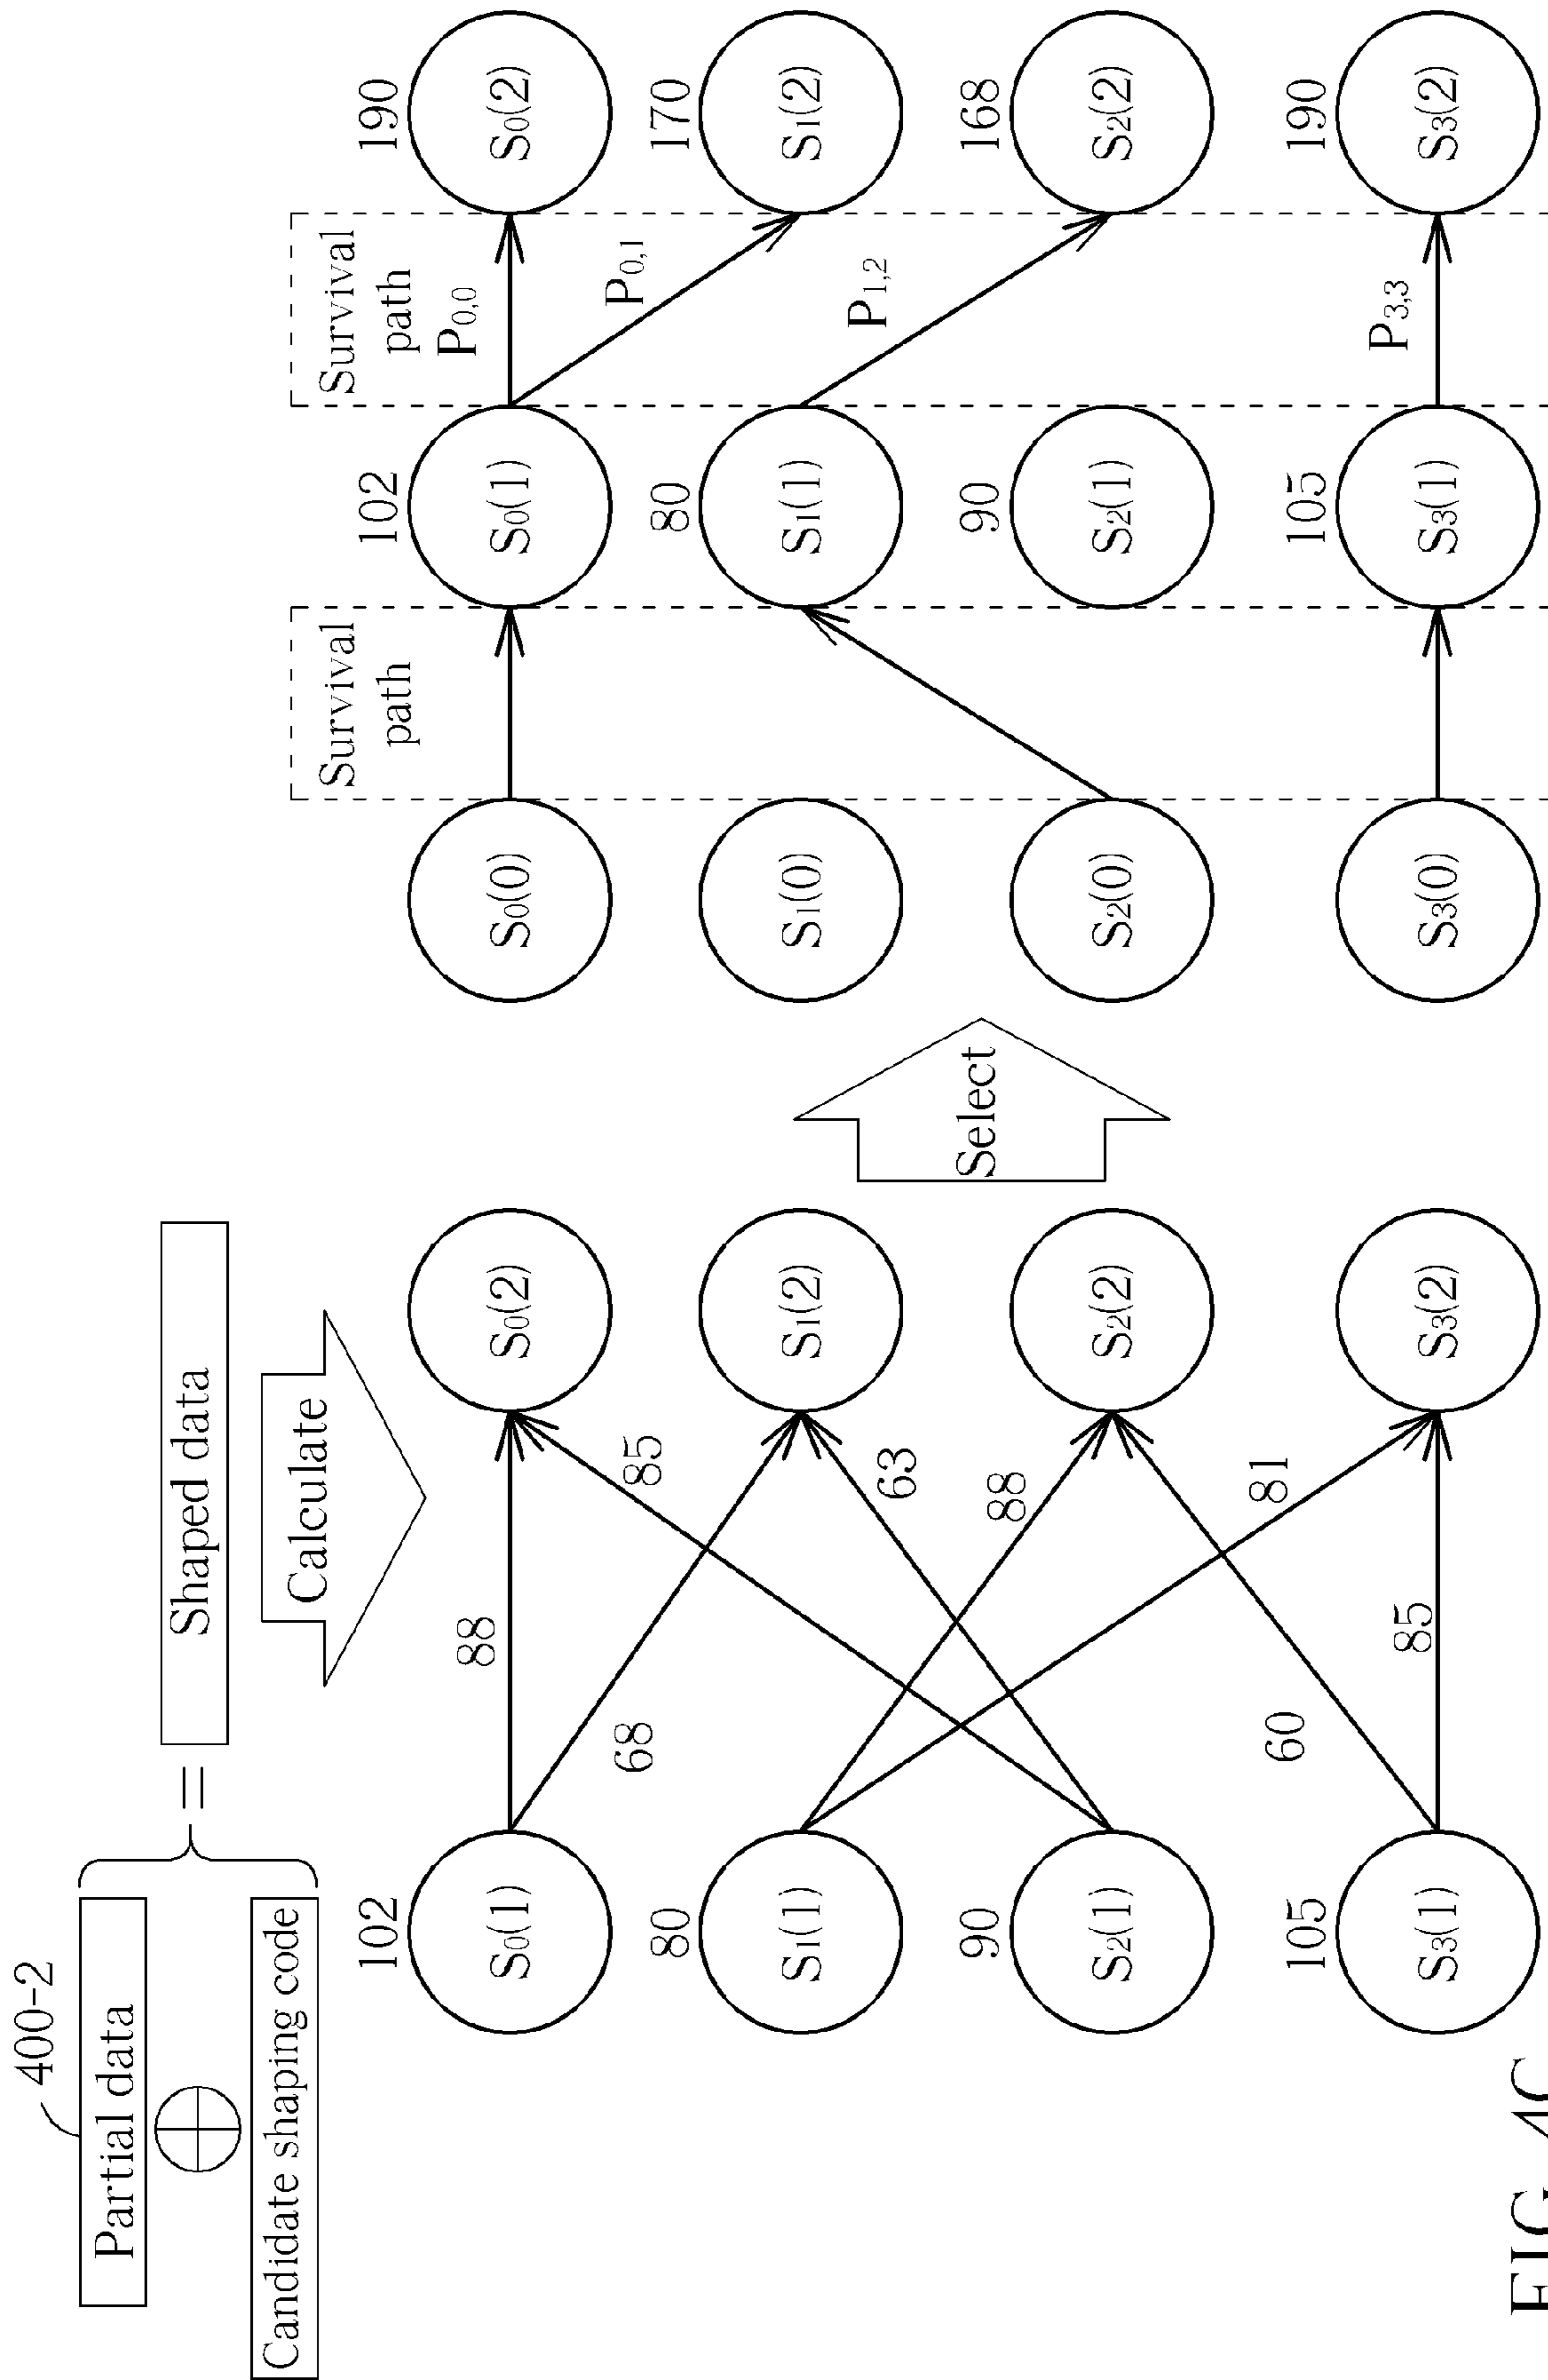 400-2
Partial data
Candidate shaping code
=
Shaped data
Calculate
102
S0(1)
80
S1(1)
90
S2(1)
105
S3(1)
88
68
85
63
88
81
60
85
S0(2)
S1(2)
S2(2)
S3(2)
Select
Survival
path
Survival
path
S0(0)
S1(0)
S2(0)
S3(0)
102
S0(1)
80
S1(1)
90
S2(1)
105
S3(1)
P0,0
P0,1
P1,2
P3,3
190
S0(2)
170
S1(2)
168
S2(2)
190
S3(2)
FIG. 4C